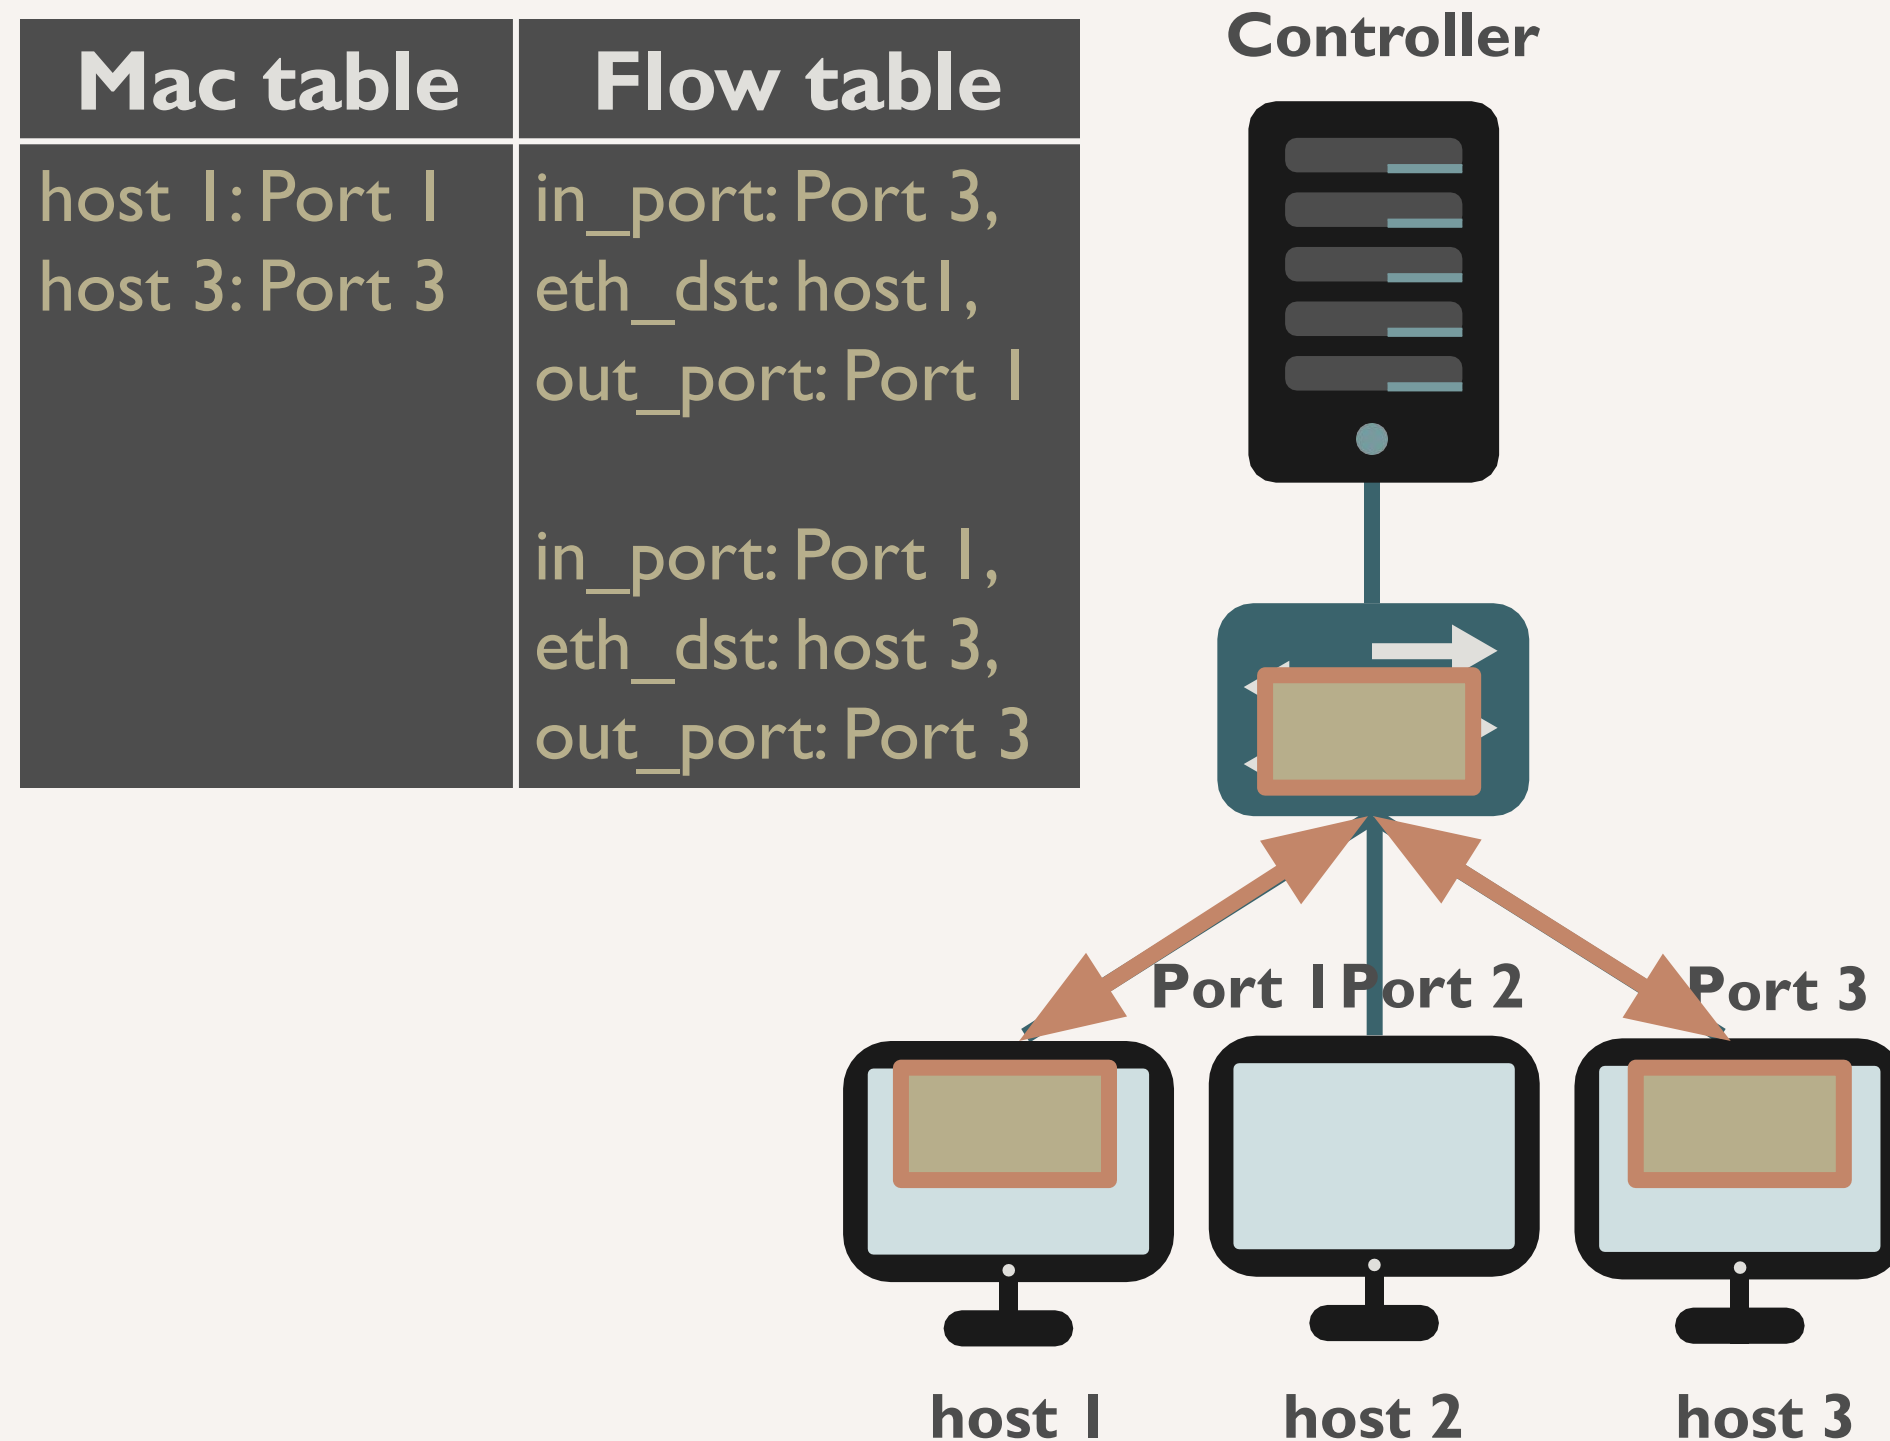 Controller
Mac table
Flow table
host 1: Port 1
host 3: Port 3
in_port: Port 3,
eth_dst: host1,
out_port: Port 1
in_port: Port 1,
eth_dst: host 3,
out_port: Port 3
Port 1
Port 2
Port 3
host 1
host 2
host 3